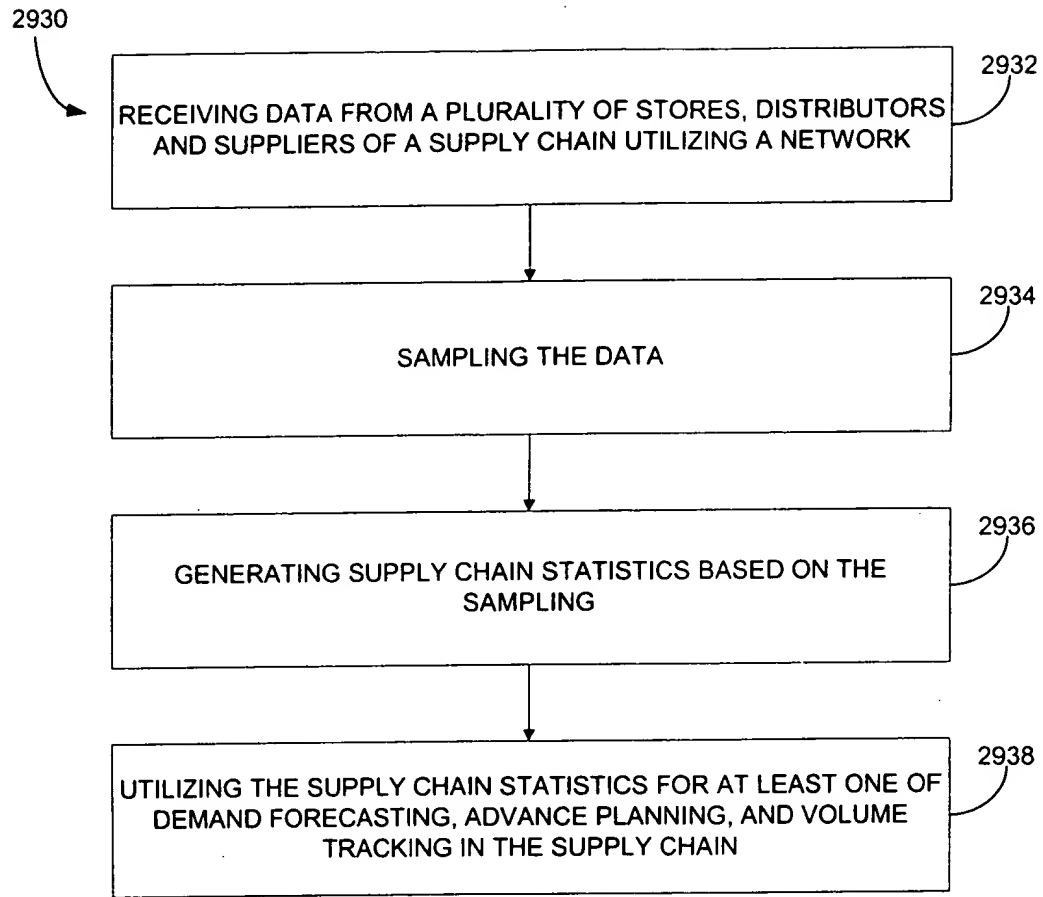 2930
2932
RECEIVING DATA FROM A PLURALITY OF STORES, DISTRIBUTORS
AND SUPPLIERS OF A SUPPLY CHAIN UTILIZING A NETWORK
2934
SAMPLING THE DATA
2936
GENERATING SUPPLY CHAIN STATISTICS BASED ON THE
SAMPLING
2938
UTILIZING THE SUPPLY CHAIN STATISTICS FOR AT LEAST ONE OF
DEMAND FORECASTING, ADVANCE PLANNING, AND VOLUME
TRACKING IN THE SUPPLY CHAIN